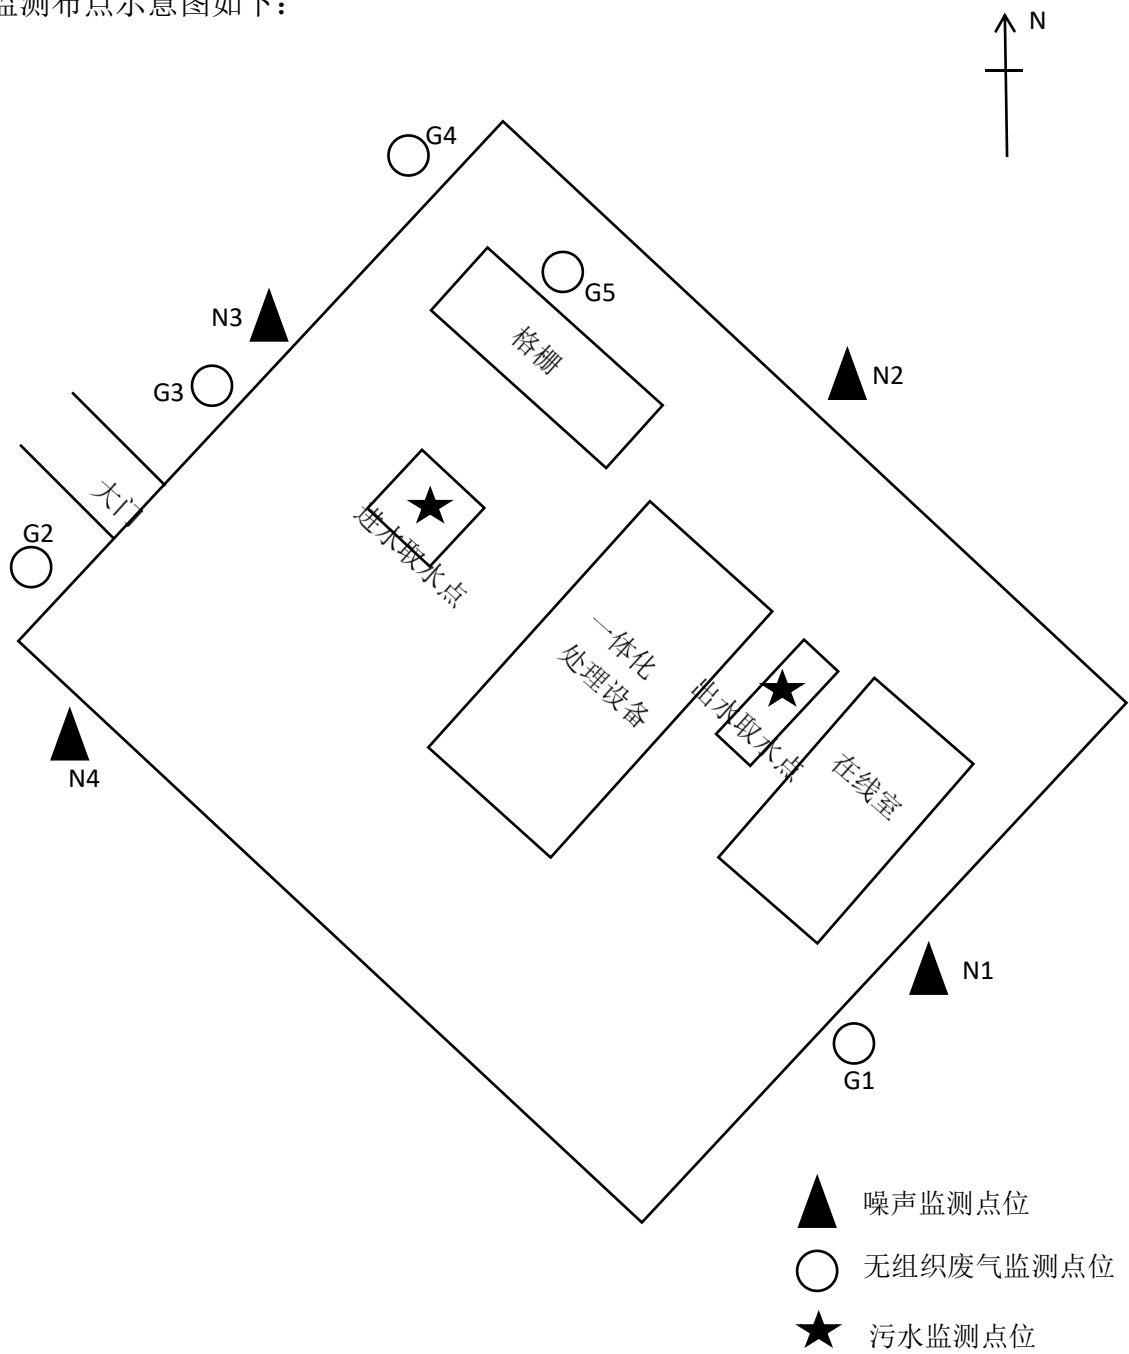 监测布点示意图如下：
N
G4
G5
N3
格栅
N2
G3
大门
G2
进水取水点
一体化
处理设备
出水取水点
在线室
N4
N1
G1
噪声监测点位
无组织废气监测点位
污水监测点位